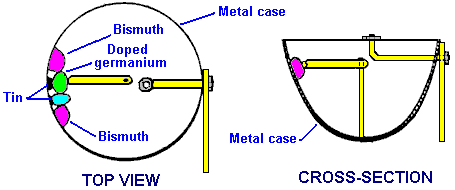 Bismuth
Metal case
Doped
germanium
Tin
Bismuth
Metal case
TOP VIEW
CROSS-SECTION